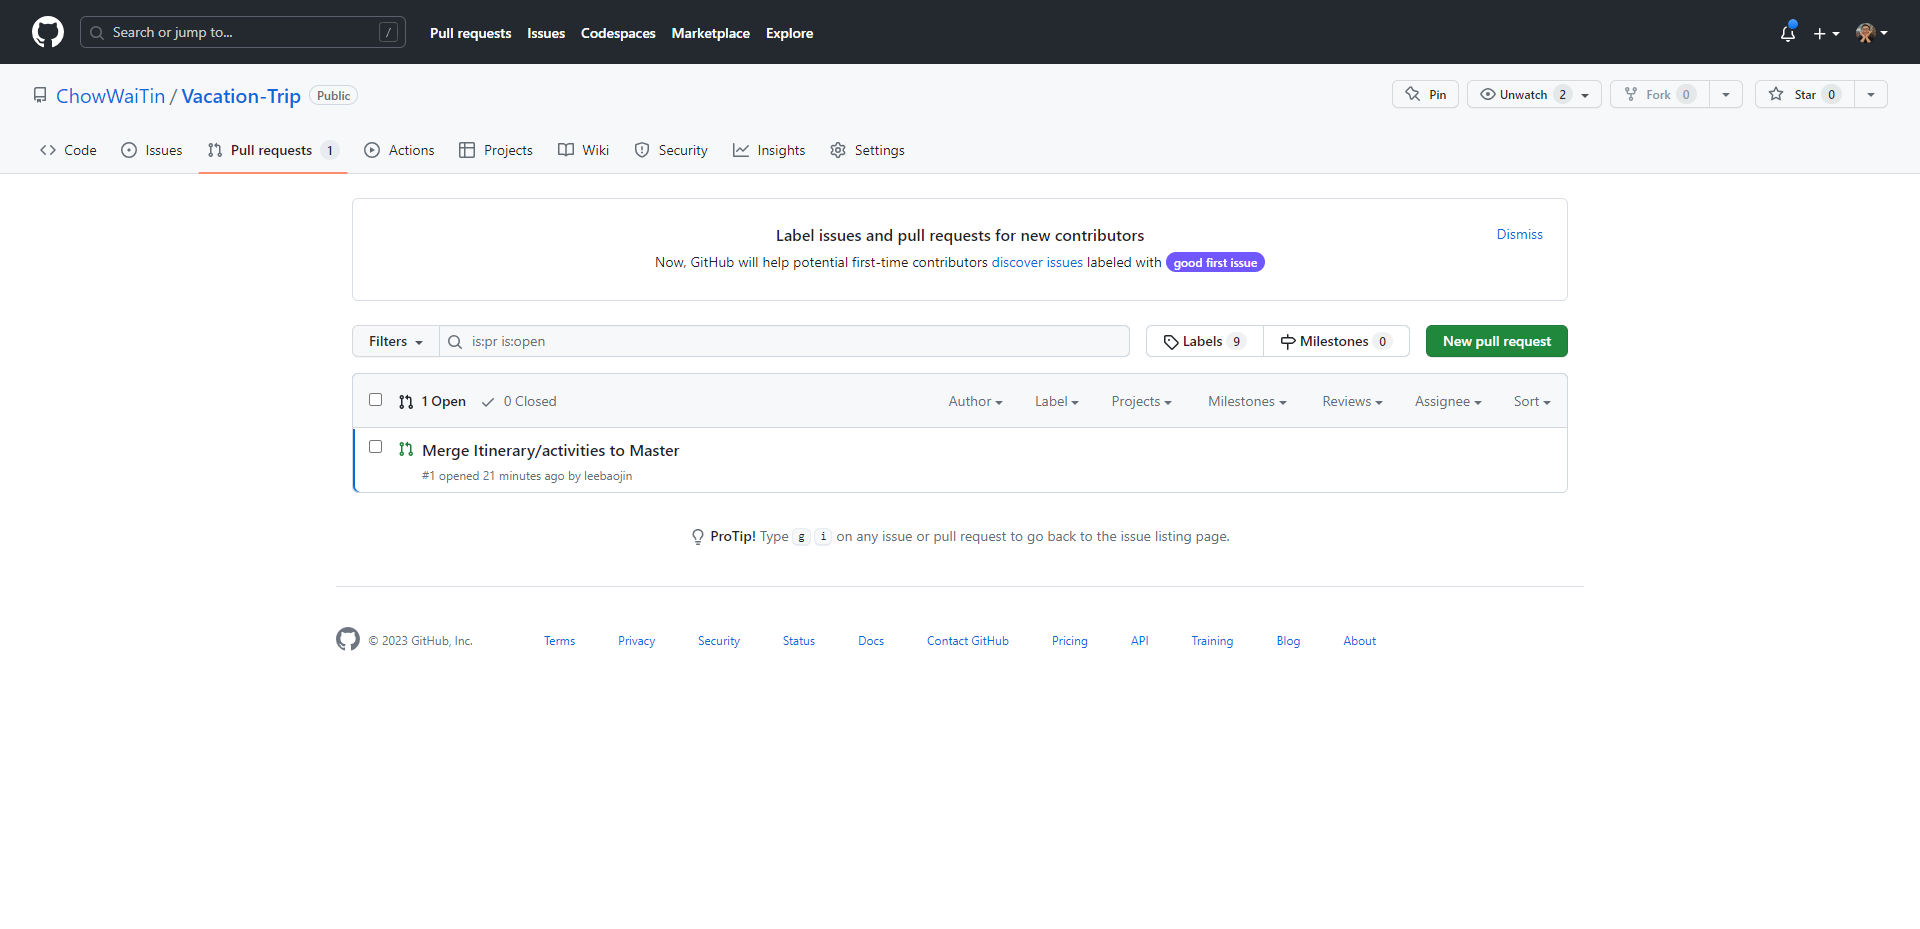 Search or jump to... / Pull requests Issues Codespaces Marketplace Explore
ChowWaiTin / Vacation-Trip Public Pin Unwatch 2 Fork 0 Star 0
Code Issues Pull requests 1 Actions Projects Wiki Security Insights Settings
Label issues and pull requests for new contributors Dismiss
Now, GitHub will help potential first-time contributors discover issues labeled with good first issue
Filters is:pr is:open Labels 9 Milestones 0 New pull request
1 Open 0 Closed Author Label Projects Milestones Reviews Assignee Sort
Merge Itinerary/activities to Master
#1 opened 21 minutes ago by leebaojin
ProTip! Type g i on any issue or pull request to go back to the issue listing page.
© 2023 GitHub, Inc. Terms Privacy Security Status Docs Contact GitHub Pricing API Training Blog About